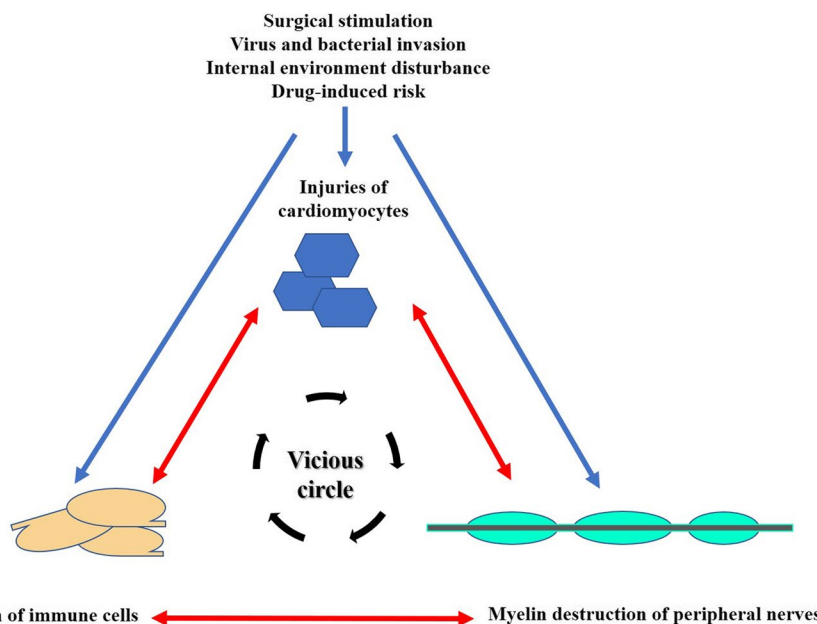 Surgical stimulation
Virus and bacterial invasion
Internal environment disturbance
Drug-induced risk
Injuries of
cardiomyocytes
Vicious
circle
of immune cells
Myelin destruction of peripheral nerves